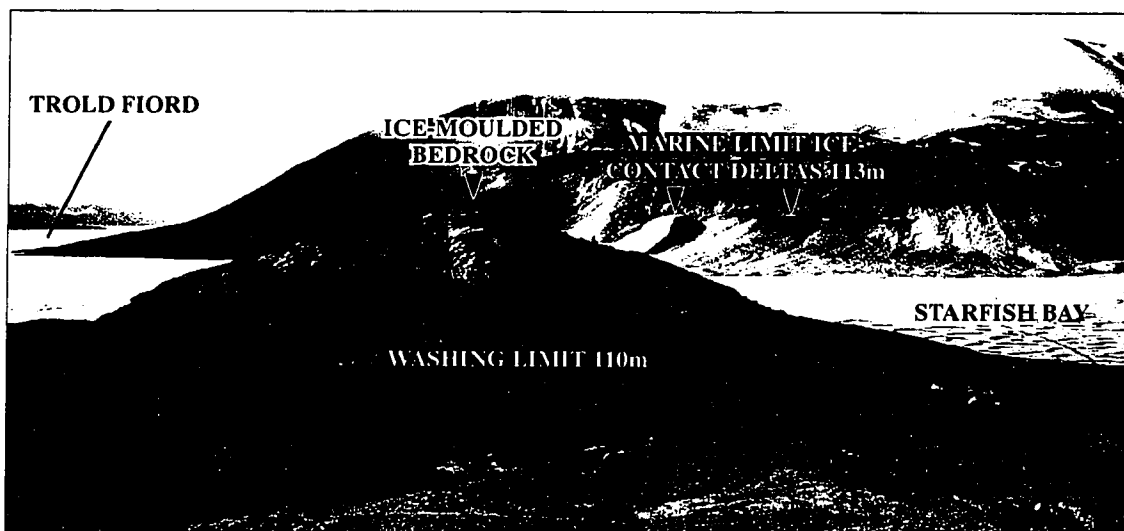 TROLD FIORD
ICE-MOULDED
BEDROCK
MARINE LIMIT ICE
CONTACT DELTAS 113m
STARFISH BAY
WASHING LIMIT 110m